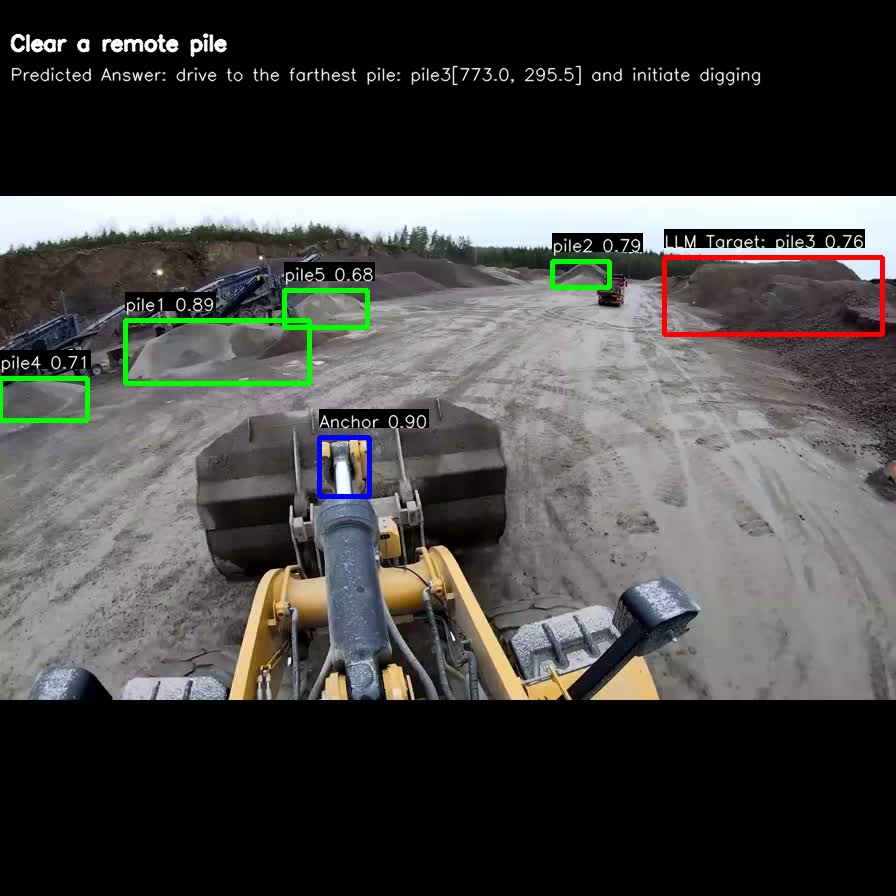 Clear a remote pile
Predicted Answer: drive to the farthest pile: pile3[773.0, 295.5] and initiate digging
pile2 0.79
LLM Target: pile3 0.76
pile5 0.68
pile1 0.89
pile4 0.71
Anchor 0.90